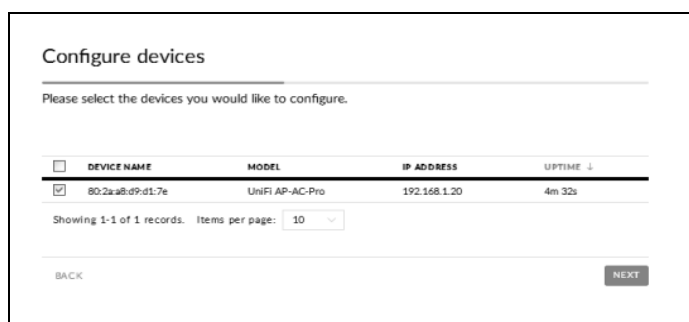 Configure devices
Please select the devices you would like to configure.
DEVICE NAME MODEL IP ADDRESS UPTIME ↓
80:2a:a8:d9:d1:7e UniFi AP-AC-Pro 192.168.1.20 4m 32s
Showing 1-1 of 1 records. Items per page: 10
BACK NEXT